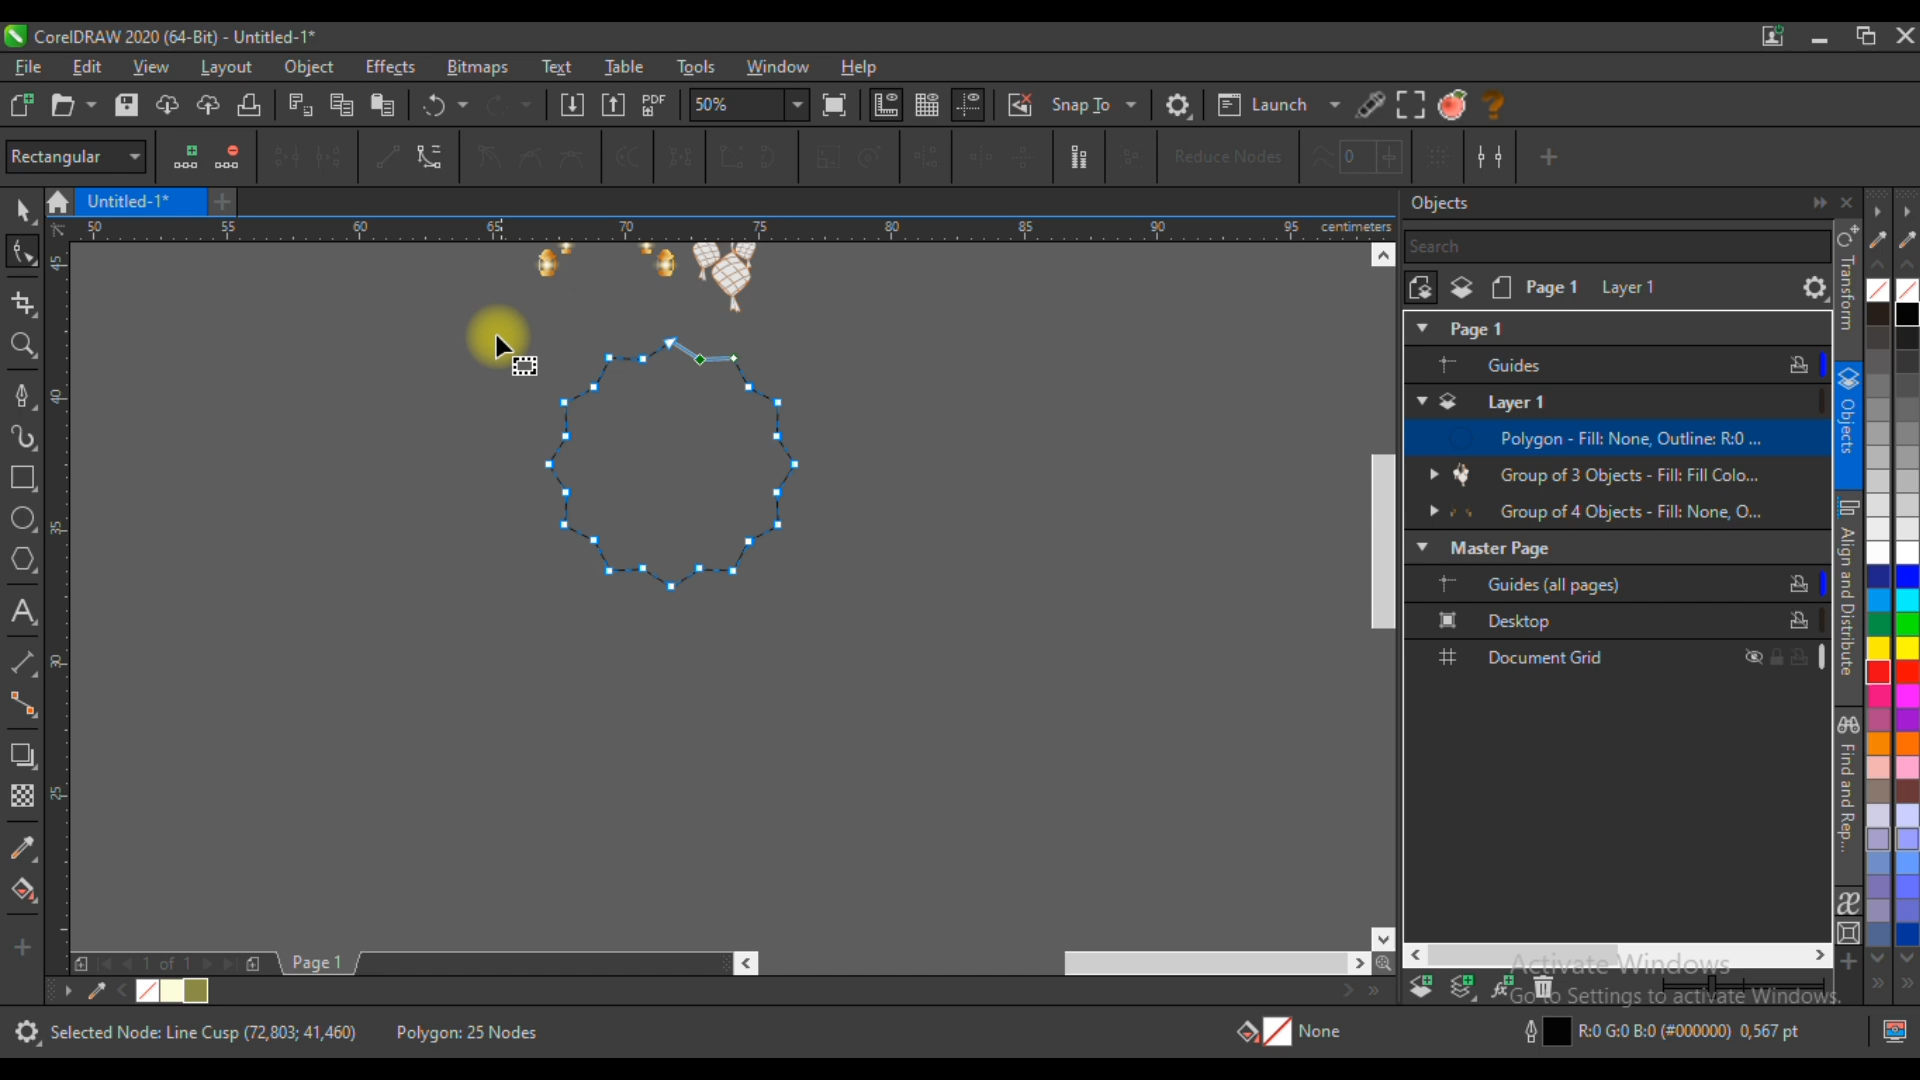 CorelDRAW 2020 (64-Bit) - Untitled-1*
File Edit View Layout Object Effects Bitmaps Text Table Tools Window Help
PDF 50% Snap To Launch
Rectangular Reduce Nodes 0
Untitled-1*
50 55 60 65 70 75 80 85 90 95 centimeters
45
40
35
30
25
Objects
Search
Page 1 Layer 1
Page 1
Guides
Layer 1
Polygon - Fill: None, Outline: R:0 ...
Group of 3 Objects - Fill: Fill Colo...
Group of 4 Objects - Fill: None, O...
Master Page
Guides (all pages)
Desktop
Document Grid
Transform
Objects
Align and Distribute
Find and Rep...
1 of 1 Page 1
Activate Windows
Go to Settings to activate Windows.
Selected Node: Line Cusp (72,803; 41,460) Polygon: 25 Nodes None R:0 G:0 B:0 (#000000) 0,567 pt